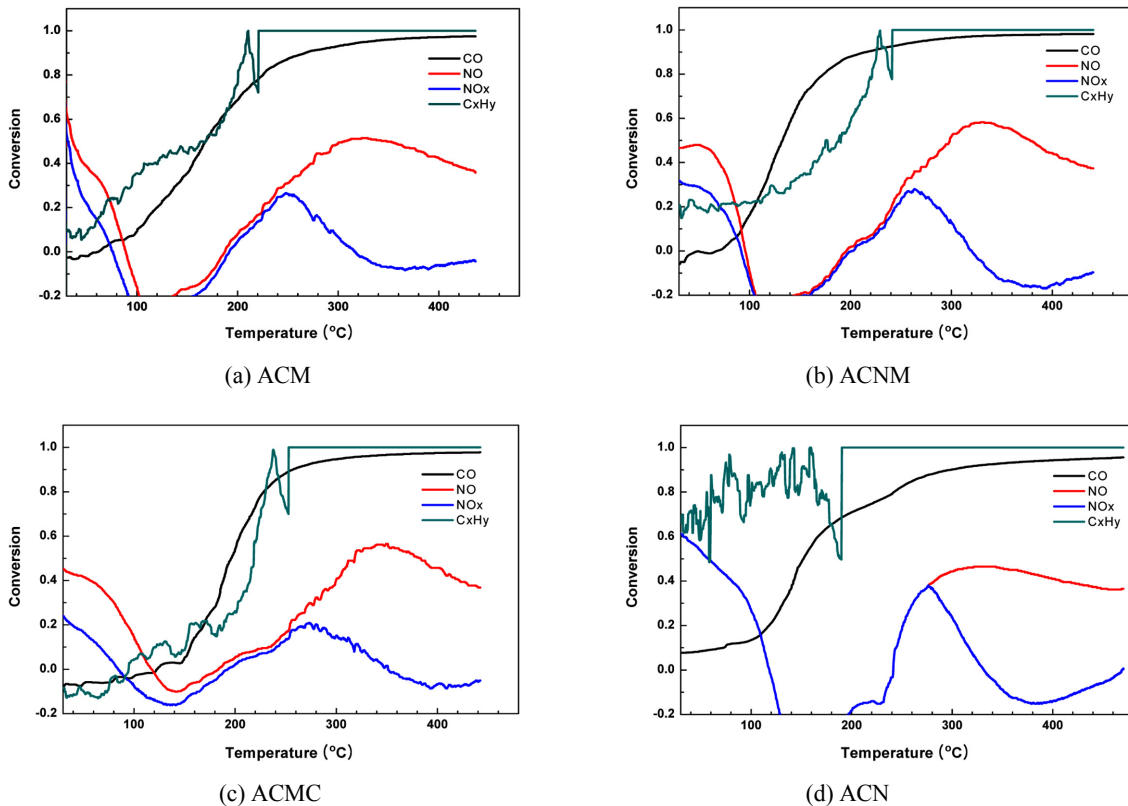 1.0
0.8
0.6
0.4
0.2
0.0
-0.2
Conversion
CO
NO
NOx
CxHy
100
200
300
400
Temperature (°C)
(a) ACM
1.0
0.8
0.6
0.4
0.2
0.0
-0.2
Conversion
CO
NO
NOx
CxHy
100
200
300
400
Temperature (°C)
(b) ACNM
1.0
0.8
0.6
0.4
0.2
0.0
-0.2
Conversion
CO
NO
NOx
CxHy
100
200
300
400
Temperature (°C)
(c) ACMC
1.0
0.8
0.6
0.4
0.2
0.0
-0.2
Conversion
CO
NO
NOx
CxHy
100
200
300
400
Temperature (°C)
(d) ACN